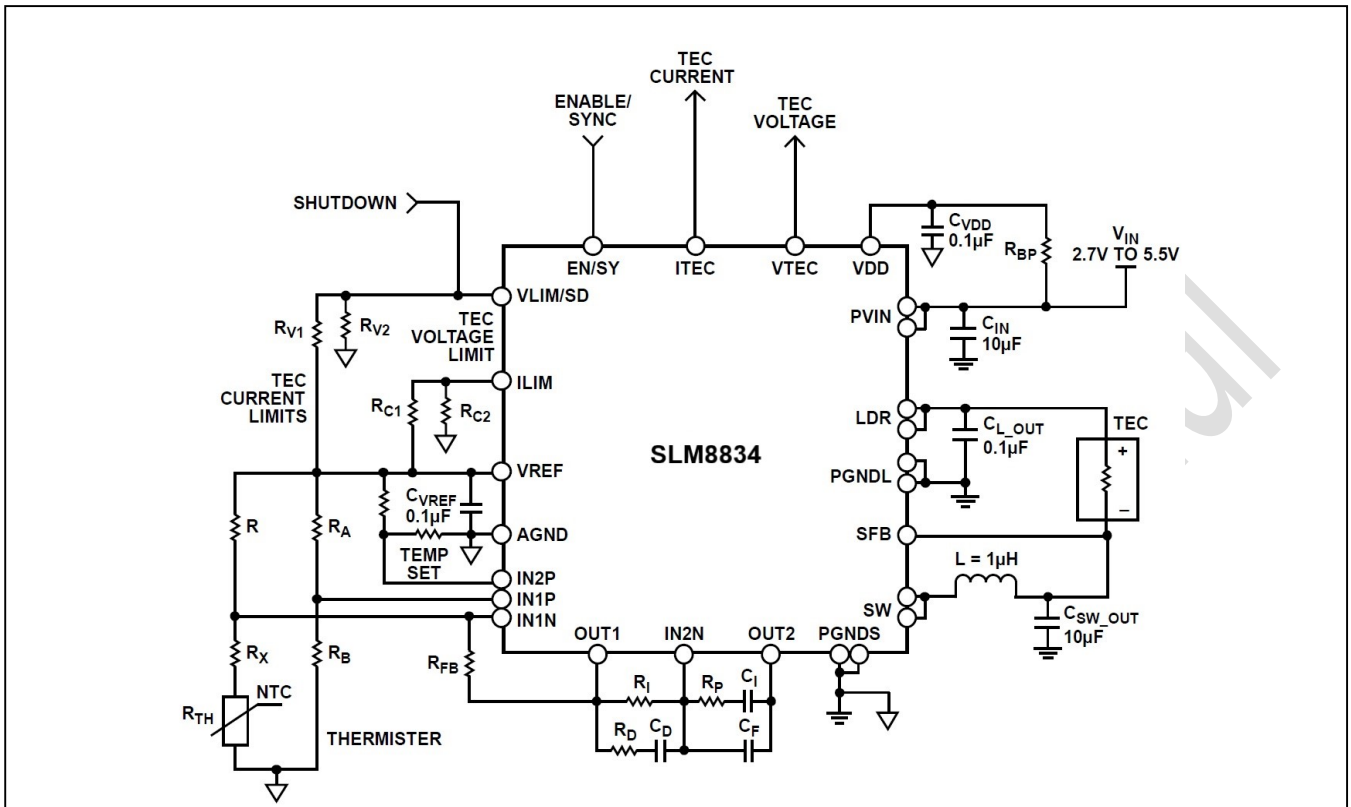 TEC
CURRENT
ENABLE/
SYNC
TEC
VOLTAGE
SHUTDOWN
CVDD
0.1µF
RBP
VIN
2.7V TO 5.5V
EN/SY
ITEC
VTEC
VDD
VLIM/SD
RV1
RV2
TEC
VOLTAGE
LIMIT
PVIN
CIN
10µF
ILIM
TEC
CURRENT
LIMITS
RC1
RC2
LDR
CL_OUT
0.1µF
TEC
+
−
SLM8834
VREF
PGNDL
CVREF
0.1µF
R
RA
AGND
TEMP
SET
SFB
IN2P
IN1P
IN1N
L = 1µH
SW
CSW_OUT
10µF
OUT1
IN2N
OUT2
PGNDS
RX
RB
RFB
RI
RP
CI
NTC
RTH
RD
CD
CF
THERMISTER